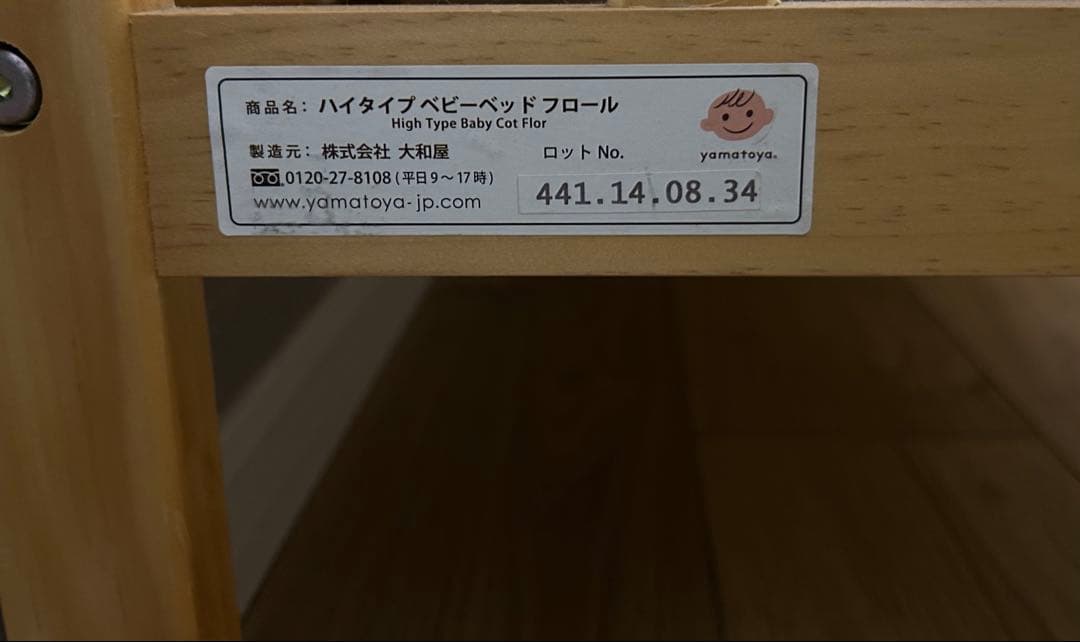 商品名： ハイタイプ ベビーベッド フロール
High Type Baby Cot Flor
製造元： 株式会社 大和屋
0120-27-8108 (平日9～17時)
www.yamatoya-jp.com
ロット No.
441.14.08.34
yamatoya®